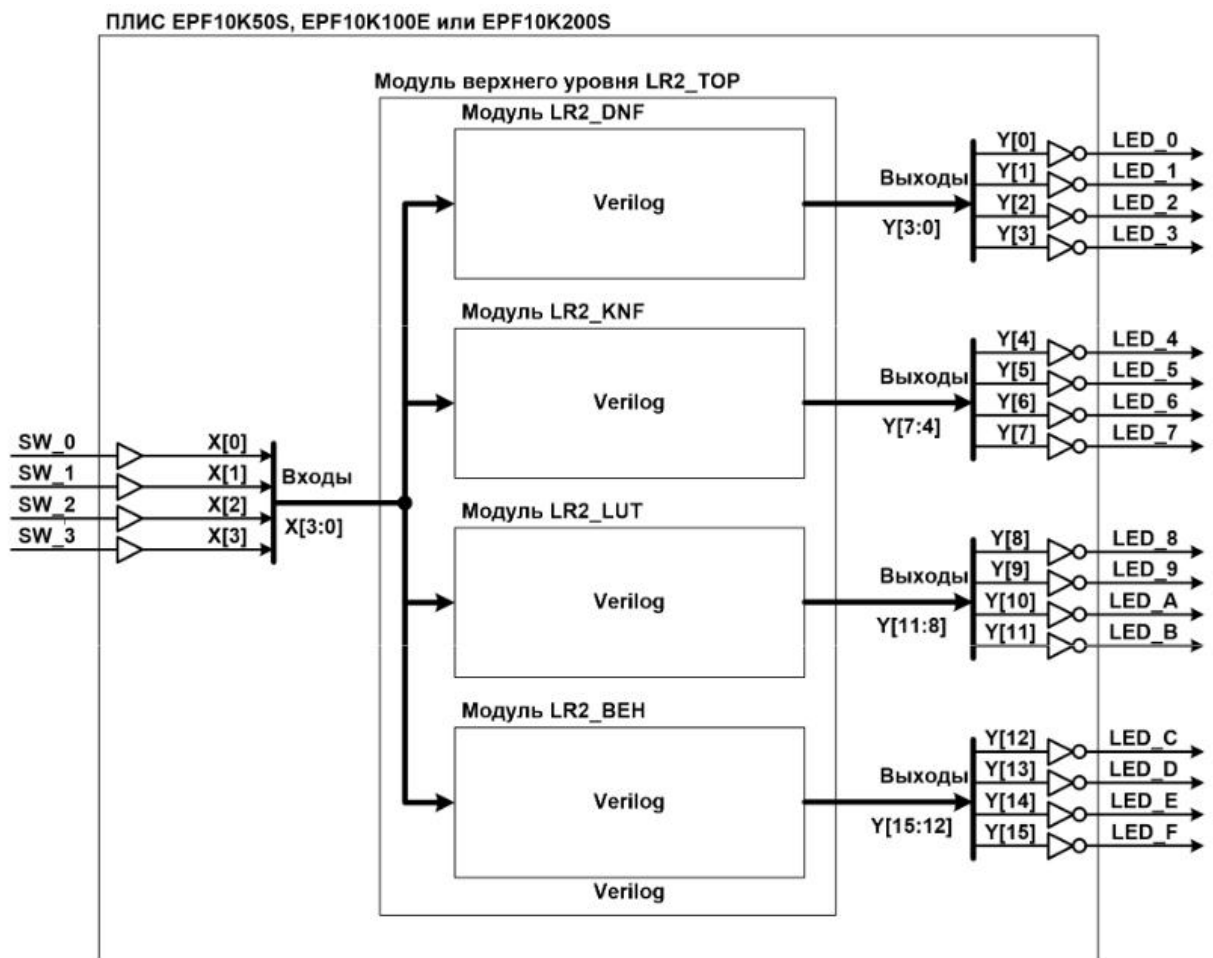 ПЛИС EPF10K50S, EPF10K100E или EPF10K200S
Модуль верхнего уровня LR2_TOP
Модуль LR2_DNF
Verilog
Выходы
Y[3:0]
Y[0]
LED_0
Y[1]
LED_1
Y[2]
LED_2
Y[3]
LED_3
Модуль LR2_KNF
Verilog
Выходы
Y[7:4]
Y[4]
LED_4
Y[5]
LED_5
Y[6]
LED_6
Y[7]
LED_7
SW_0
X[0]
SW_1
X[1]
SW_2
X[2]
SW_3
X[3]
Входы
X[3:0]
Модуль LR2_LUT
Verilog
Выходы
Y[11:8]
Y[8]
LED_8
Y[9]
LED_9
Y[10]
LED_A
Y[11]
LED_B
Модуль LR2_BEH
Verilog
Выходы
Y[15:12]
Y[12]
LED_C
Y[13]
LED_D
Y[14]
LED_E
Y[15]
LED_F
Verilog